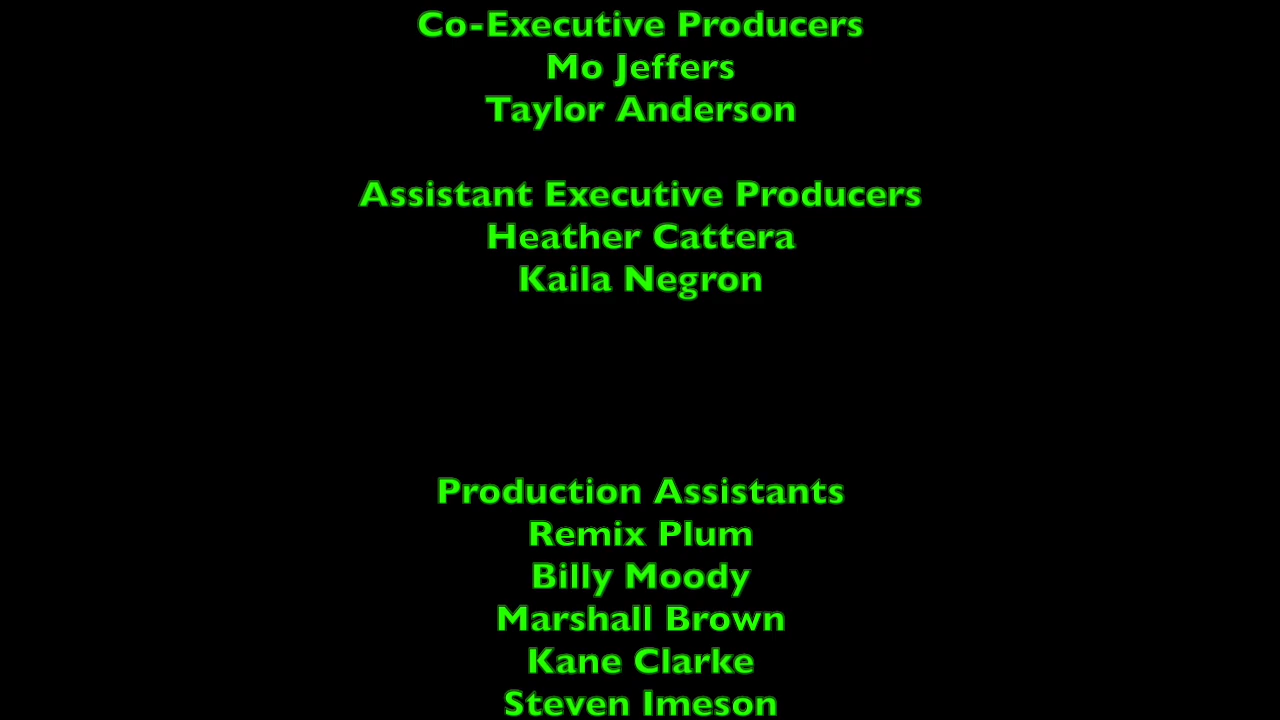 Co-Executive Producers
Mo Jeffers
Taylor Anderson
Assistant Executive Producers
Heather Cattera
Kaila Negron
Production Assistants
Remix Plum
Billy Moody
Marshall Brown
Kane Clarke
Steven Imeson